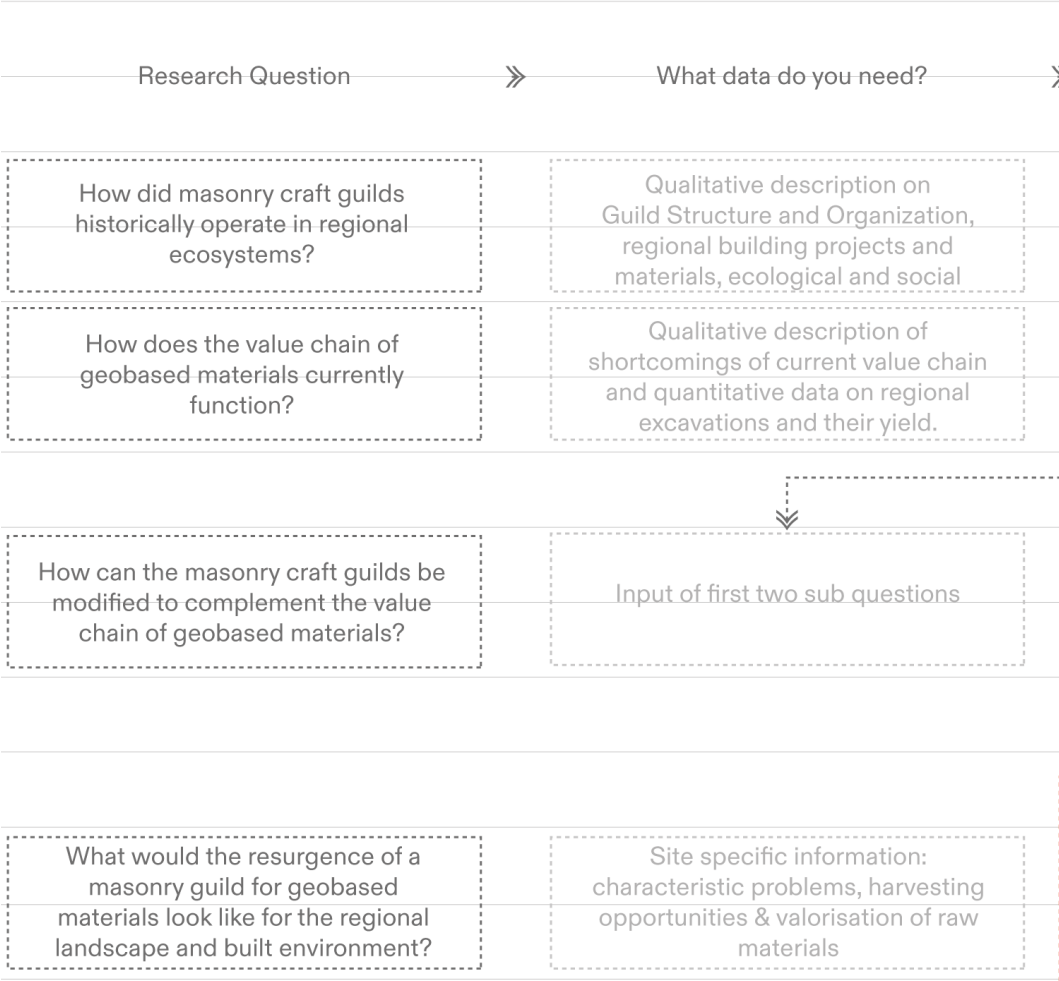 Research Question
What data do you need?
How did masonry craft guilds
historically operate in regional
ecosystems?
Qualitative description on
Guild Structure and Organization,
regional building projects and
materials, ecological and social
How does the value chain of
geobased materials currently
function?
Qualitative description of
shortcomings of current value chain
and quantitative data on regional
excavations and their yield.
How can the masonry craft guilds be
modified to complement the value
chain of geobased materials?
Input of first two sub questions
What would the resurgence of a
masonry guild for geobased
materials look like for the regional
landscape and built environment?
Site specific information:
characteristic problems, harvesting
opportunities & valorisation of raw
materials